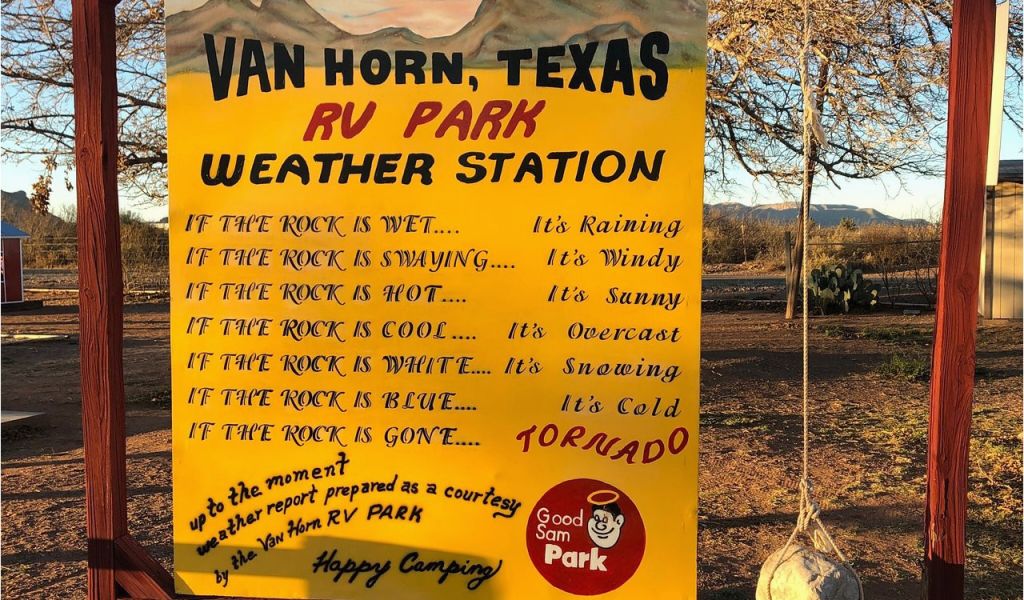 VAN HORN, TEXAS
RV PARK
WEATHER STATION
IF THE ROCK IS WET.... It's Raining
IF THE ROCK IS SWAYING.... It's Windy
IF THE ROCK IS HOT.... It's Sunny
IF THE ROCK IS COOL.... It's Overcast
IF THE ROCK IS WHITE.... It's Snowing
IF THE ROCK IS BLUE.... It's Cold
IF THE ROCK IS GONE.... TORNADO
up to the moment
weather report prepared as a courtesy
by the Van Horn RV PARK
Happy Camping
Good
Sam
Park